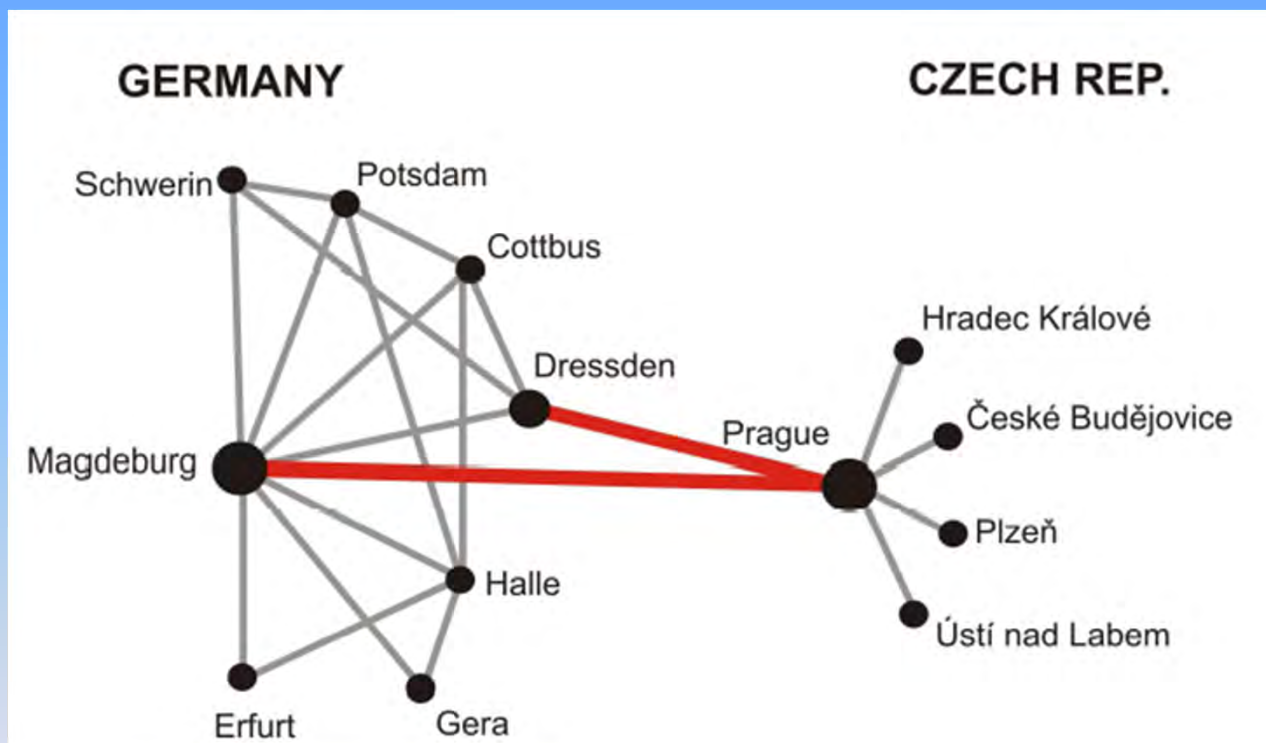 GERMANY
CZECH REP.
Schwerin
Potsdam
Cottbus
Hradec Králové
Dressden
České Budějovice
Prague
Magdeburg
Plzeň
Halle
Ústí nad Labem
Erfurt
Gera